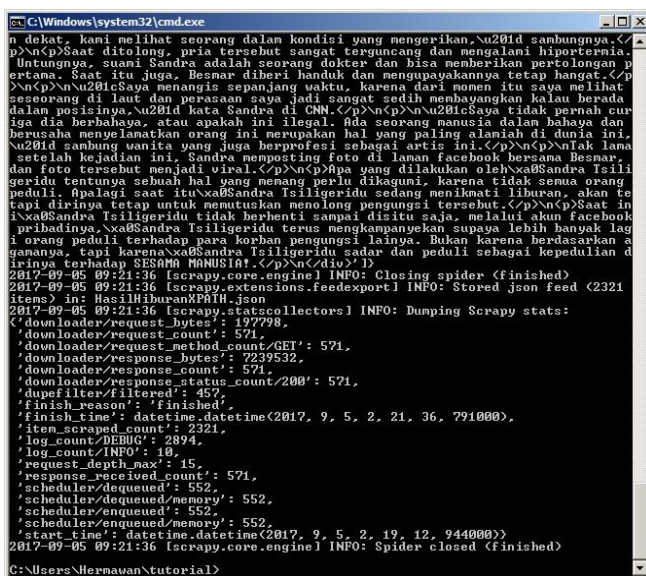 C:\Windows\system32\cmd.exe
n dekat, kami melihat seorang dalam kondisi yang mengerikan,\u201d sambungnya.</
p>\n<p>Saat ditolong, pria tersebut sangat terguncang dan mengalami hiportermia.
 Untungnya, suami Sandra adalah seorang dokter dan bisa memberikan pertolongan p
ertama. Saat itu juga, Besmar diberi handuk dan mengupayakannya tetap hangat.</p
>\n<p>\n\u201cSaya menangis sepanjang waktu, karena dari momen itu saya melihat
seseorang di laut dan perasaan saya jadi sangat sedih membayangkan kalau berada
dalam posisinya,\u201d kata Sandra di CNN.</p>\n<p>\n\u201cSaya tidak pernah cur
iga dia berbahaya, atau apakah ini ilegal. Ada seorang manusia dalam bahaya dan
berusaha menyelamatkan orang ini merupakan hal yang paling alamiah di dunia ini,
\u201d sambung wanita yang juga berprofesi sebagai artis ini.</p>\n<p>\nTak lama
 setelah kejadian ini, Sandra memposting foto di laman facebook bersama Besmar,
dan foto tersebut menjadi viral.</p>\n<p>Apa yang dilakukan oleh\xa0Sandra Tsili
geridu tentunya sebuah hal yang memang perlu dikagumi, karena tidak semua orang
peduli. Apalagi saat itu\xa0Sandra Tsiligeridu sedang menikmati liburan, akan te
tapi dirinya tetap untuk memutuskan menolong pengungsi tersebut.</p>\n<p>Saat in
i\xa0Sandra Tsiligeridu tidak berhenti sampai disitu saja, melalui akun facebook
 pribadinya,\xa0Sandra Tsiligeridu terus mengkampanyekan supaya lebih banyak lag
i orang peduli terhadap para korban pengungsi lainya. Bukan karena berdasarkan a
gamanya, tapi karena\xa0Sandra Tsiligeridu sadar dan peduli sebagai kepedulian d
irinya terhadap SESAMA MANUSIA!.</p>\n</div>']}
2017-09-05 09:21:36 [scrapy.core.engine] INFO: Closing spider (finished)
2017-09-05 09:21:36 [scrapy.extensions.feedexport] INFO: Stored json feed (2321
items) in: HasilHiburanXPATH.json
2017-09-05 09:21:36 [scrapy.statscollectors] INFO: Dumping Scrapy stats:
{'downloader/request_bytes': 197798,
 'downloader/request_count': 571,
 'downloader/request_method_count/GET': 571,
 'downloader/response_bytes': 7239532,
 'downloader/response_count': 571,
 'downloader/response_status_count/200': 571,
 'dupefilter/filtered': 457,
 'finish_reason': 'finished',
 'finish_time': datetime.datetime(2017, 9, 5, 2, 21, 36, 791000),
 'item_scraped_count': 2321,
 'log_count/DEBUG': 2894,
 'log_count/INFO': 10,
 'request_depth_max': 15,
 'response_received_count': 571,
 'scheduler/dequeued': 552,
 'scheduler/dequeued/memory': 552,
 'scheduler/enqueued': 552,
 'scheduler/enqueued/memory': 552,
 'start_time': datetime.datetime(2017, 9, 5, 2, 19, 12, 944000)}
2017-09-05 09:21:36 [scrapy.core.engine] INFO: Spider closed (finished)
C:\Users\Hermawan\tutorial>